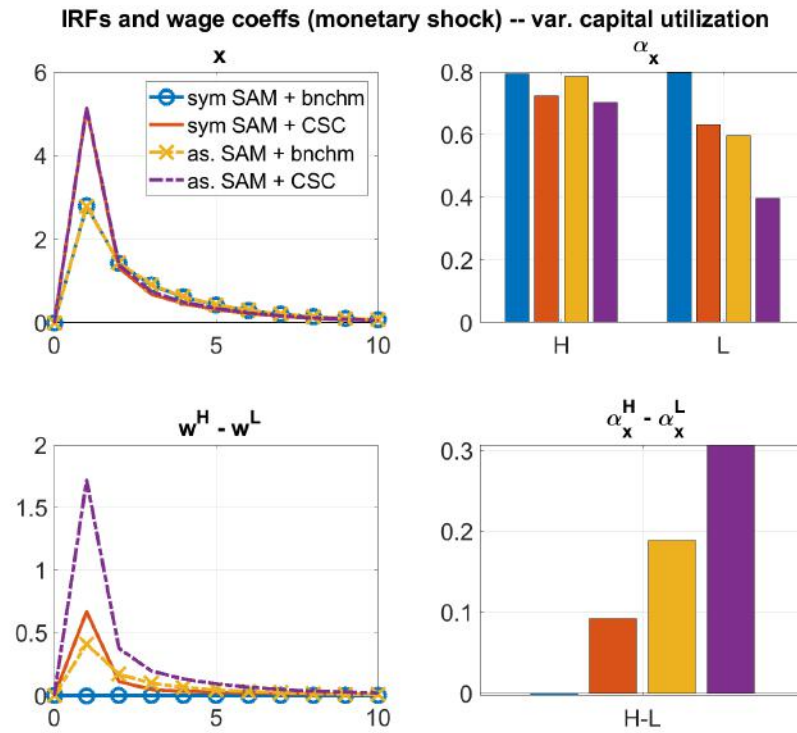 IRFs and wage coeffs (monetary shock) -- var. capital utilization
x
6
4
2
0
0 5 10
sym SAM + bnchm
sym SAM + CSC
as. SAM + bnchm
as. SAM + CSC
α_x
0.8
0.6
0.4
0.2
0
H L
w^H - w^L
2
1.5
1
0.5
0
0 5 10
α_x^H - α_x^L
0.3
0.2
0.1
0
H-L